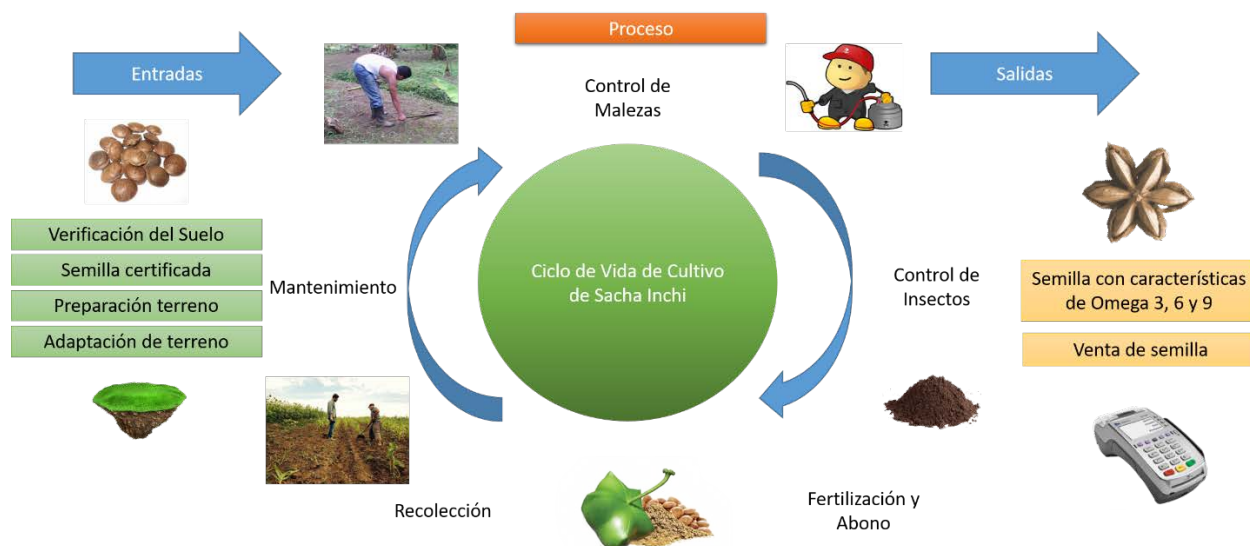 Proceso
Entradas
Salidas
Control de
Malezas
Verificación del Suelo
Semilla certificada
Preparación terreno
Adaptación de terreno
Mantenimiento
Ciclo de Vida de Cultivo
de Sacha Inchi
Control de
Insectos
Semilla con características
de Omega 3, 6 y 9
Venta de semilla
Recolección
Fertilización y
Abono